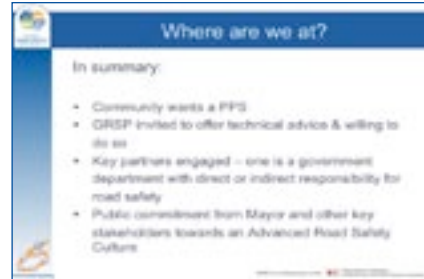 Where are we at?
In summary:
• Community wants a PPS
• GRSP invited to offer technical advice & willing to
do so
• Key partners engaged – one is a government
department with direct or indirect responsibility for
road safety
• Public commitment from Mayor and other key
stakeholders towards an Advanced Road Safety
Culture